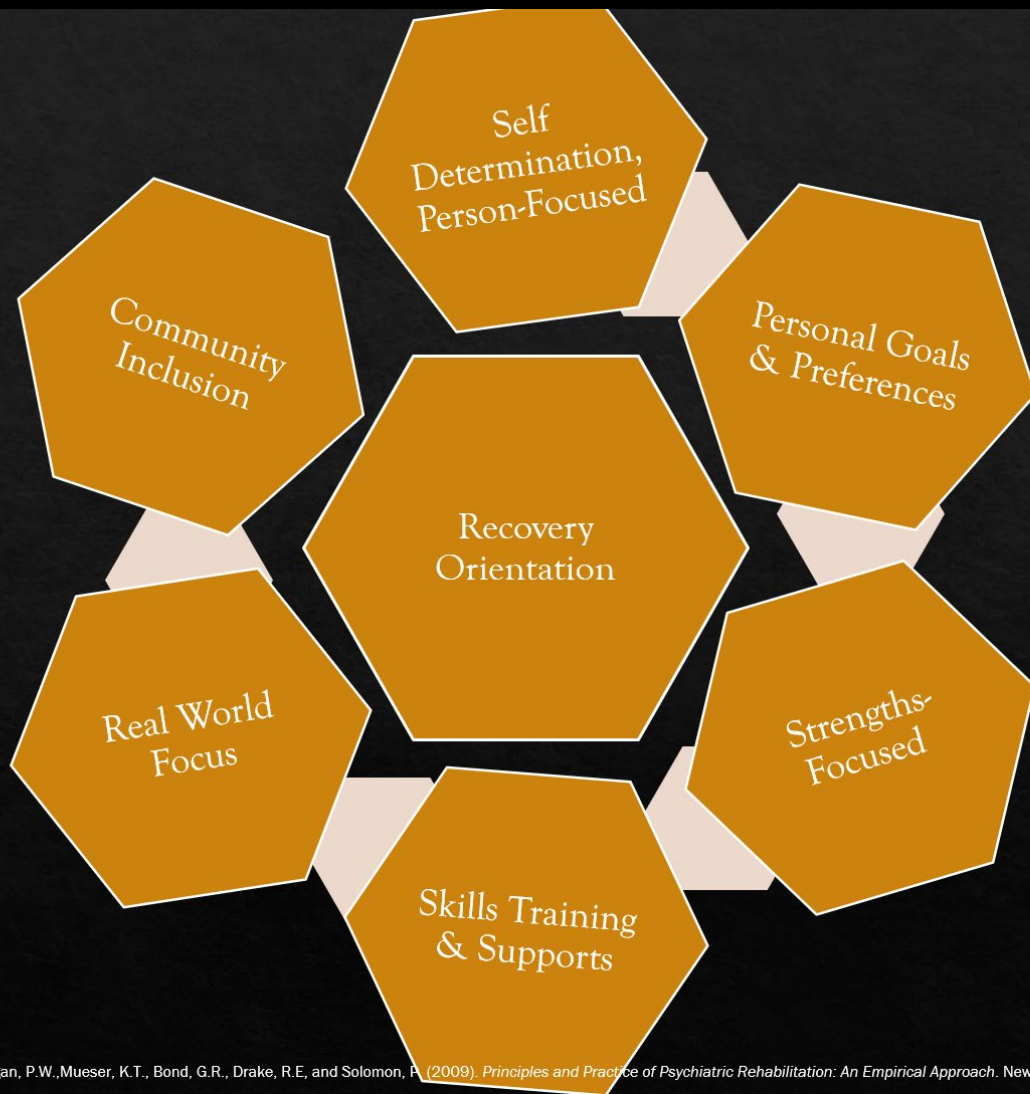 Self
Determination,
Person-Focused
Personal Goals
& Preferences
Community
Inclusion
Recovery
Orientation
Strengths-
Focused
Real World
Focus
Skills Training
& Supports
an, P.W.,Mueser, K.T., Bond, G.R., Drake, R.E, and Solomon, P. (2009). Principles and Practice of Psychiatric Rehabilitation: An Empirical Approach. New